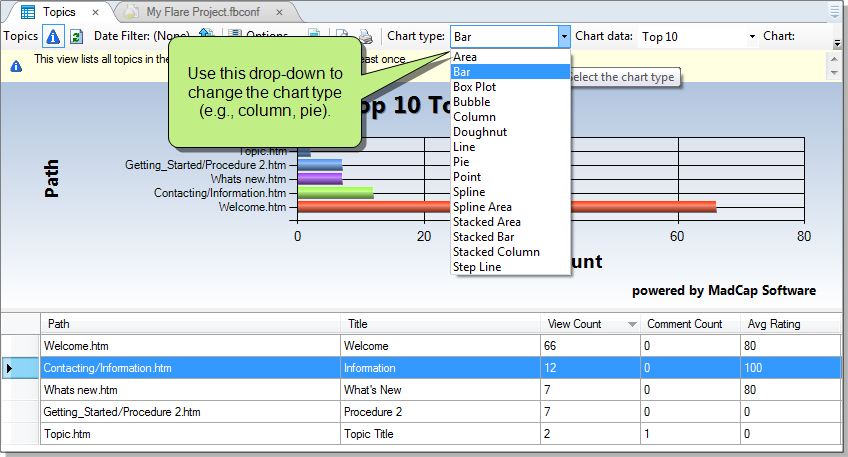 Topics
My Flare Project.fbconf
Topics
Date Filter: (None)
Options
Chart type:
Bar
Chart data:
Top 10
Chart:
This view lists all topics in the
east once
Use this drop-down to
change the chart type
(e.g., column, pie).
Area
Bar
Box Plot
Bubble
Column
Doughnut
Line
Pie
Point
Spline
Spline Area
Stacked Area
Stacked Bar
Stacked Column
Step Line
Select the chart type
Top 10 To
Path
Topic.htm
Getting_Started/Procedure 2.htm
Whats new.htm
Contacting/Information.htm
Welcome.htm
0
20
60
80
unt
powered by MadCap Software
Path Title View Count Comment Count Avg Rating
Welcome.htm Welcome 66 0 80
Contacting/Information.htm Information 12 0 100
Whats new.htm What's New 7 0 80
Getting_Started/Procedure 2.htm Procedure 2 7 0 0
Topic.htm Topic Title 2 1 0